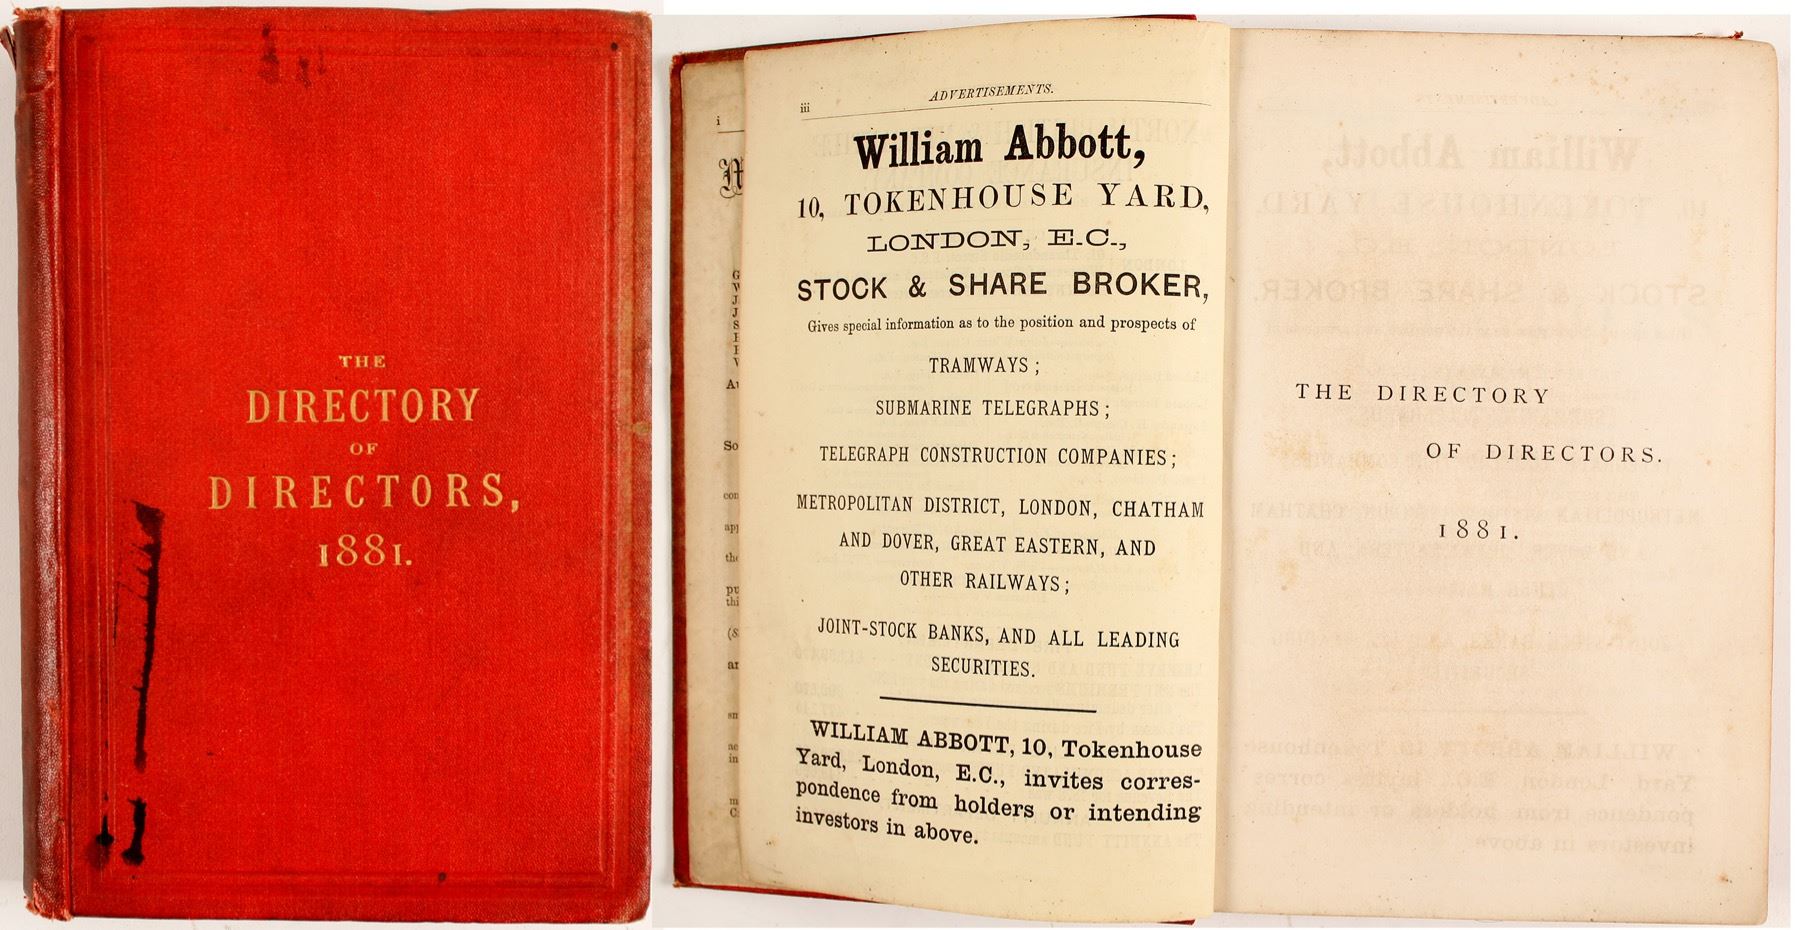 THE
DIRECTORY
OF
DIRECTORS,
1881.
iii
ADVERTISEMENTS.
William Abbott,
10, TOKENHOUSE YARD,
LONDON, E.C.,
STOCK & SHARE BROKER,
Gives special information as to the position and prospects of
TRAMWAYS;
SUBMARINE TELEGRAPHS;
TELEGRAPH CONSTRUCTION COMPANIES;
METROPOLITAN DISTRICT, LONDON, CHATHAM
AND DOVER, GREAT EASTERN, AND
OTHER RAILWAYS;
JOINT-STOCK BANKS, AND ALL LEADING
SECURITIES.
WILLIAM ABBOTT, 10, Tokenhouse
Yard, London, E.C., invites corres-
pondence from holders or intending
investors in above.
THE DIRECTORY
OF DIRECTORS.
1881.